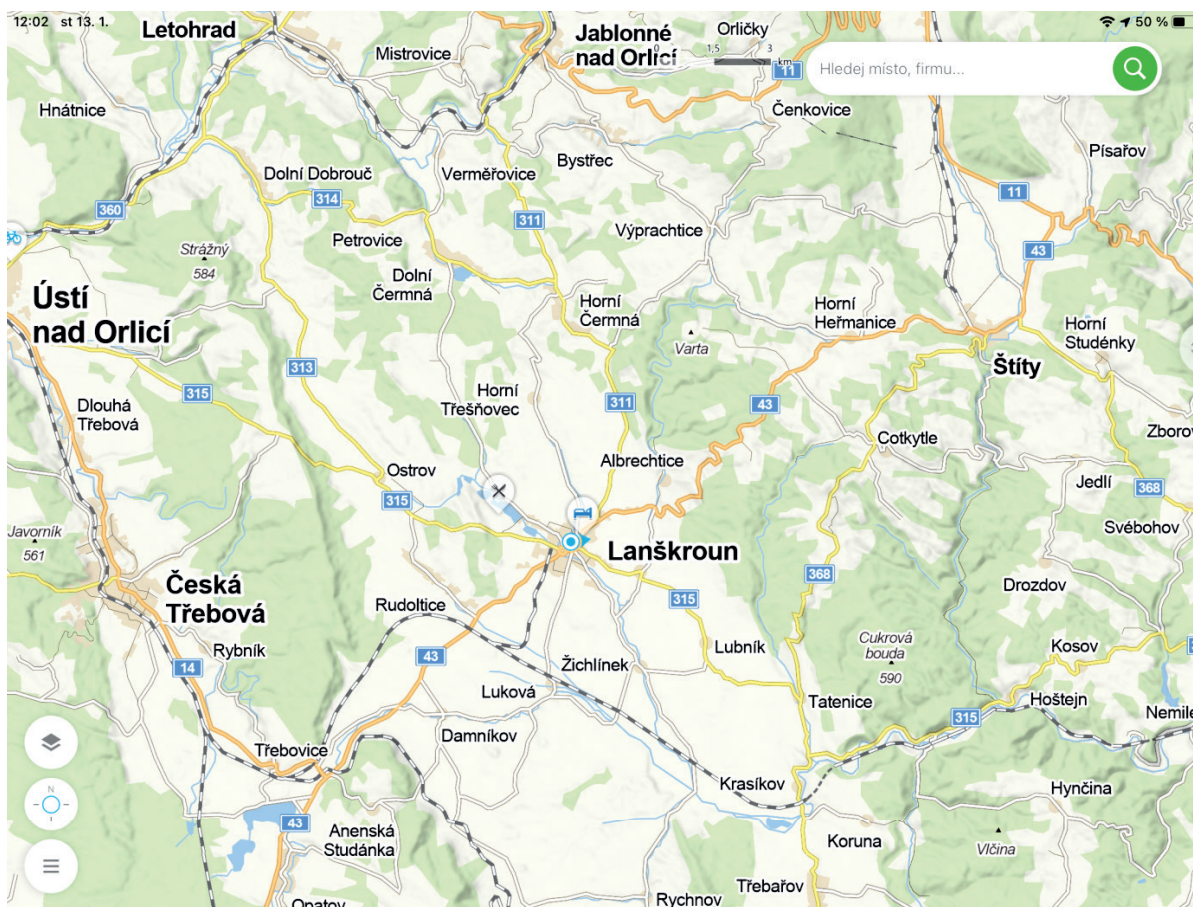 12:02 st 13. 1.
50 %
Letohrad
Mistrovice
Jablonné
nad Orlicí
Orličky
0 1,5 3
km
11
Hledej místo, firmu...
Hnátnice
Čenkovice
Bystřec
Písařov
Dolní Dobrouč
Verměřovice
314
11
360
311
Petrovice
Výprachtice
43
Strážný
584
Dolní
Čermná
Ústí
nad Orlicí
Horní
Čermná
Horní
Heřmanice
Horní
Studénky
Varta
313
Štíty
315
Horní
Třešňovec
311
43
Dlouhá
Třebová
Cotkytle
Zborov
Ostrov
Albrechtice
Jedlí
315
368
Svébohov
Javorník
561
Lanškroun
368
Drozdov
Česká
Třebová
Rudoltice
315
Cukrová
bouda
590
Kosov
Rybník
43
Žichlínek
Lubník
14
Luková
Tatenice
Hoštejn
315
Nemile
Damníkov
Třebovice
Krasíkov
Hynčina
43
Anenská
Studánka
Koruna
Vlčina
Třebařov
Rychnov
Opatov
N